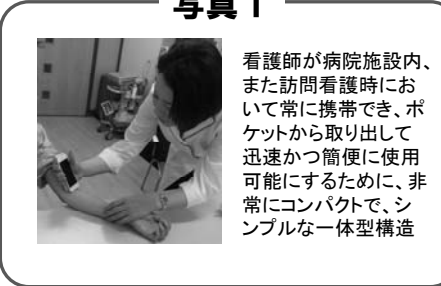 写真1
看護師が病院施設内、
また訪問看護時にお
いて常に携帯でき、ポ
ケットから取り出して
迅速かつ簡便に使用
可能にするために、非
常にコンパクトで、シ
ンプルな一体型構造